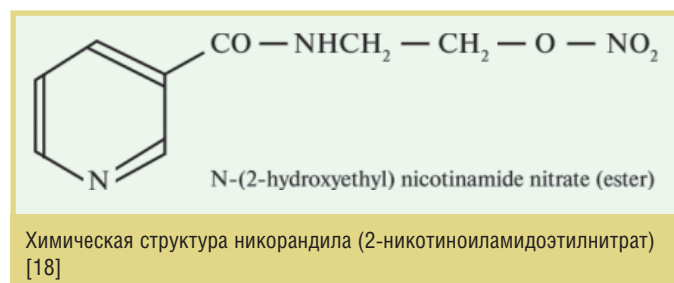 CO — NHCH₂ — CH₂ — O — NO₂
N
N-(2-hydroxyethyl) nicotinamide nitrate (ester)
Химическая структура никорандила (2-никотиноиламидоэтилнитрат)
[18]